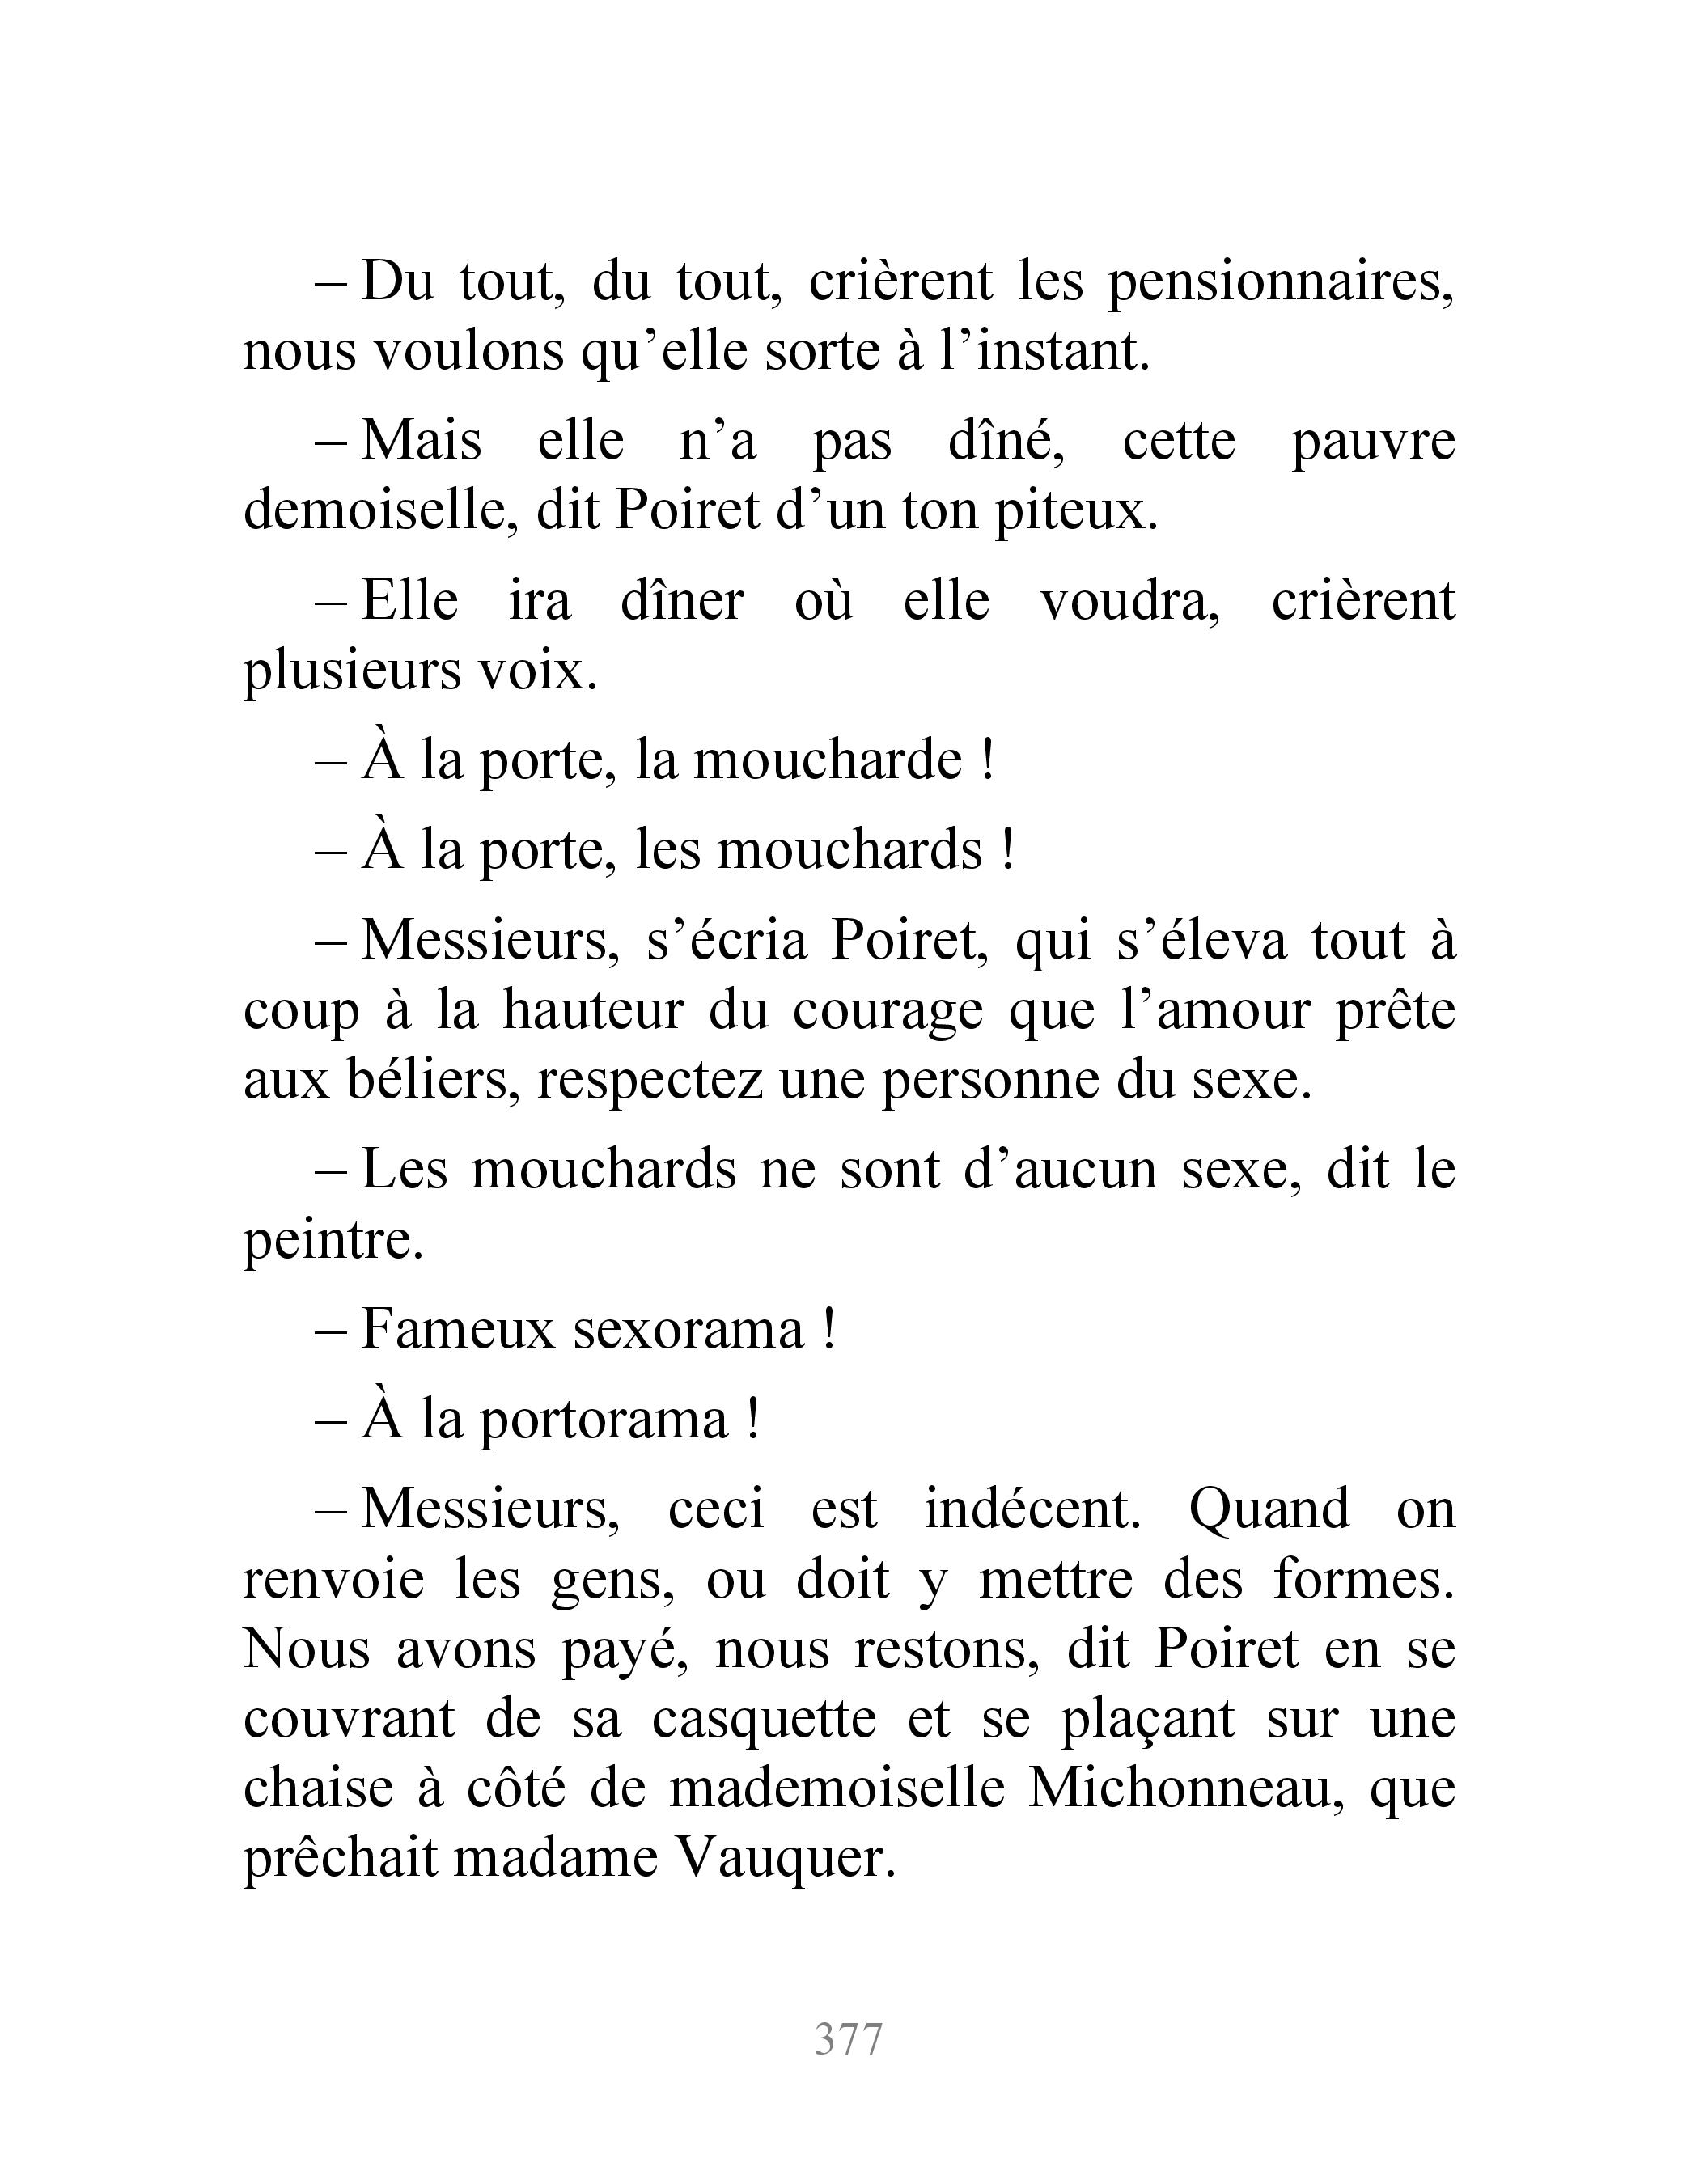 – Du tout, du tout, crièrent les pensionnaires,
nous voulons qu’elle sorte à l’instant.
– Mais elle n’a pas dîné, cette pauvre
demoiselle, dit Poiret d’un ton piteux.
– Elle ira dîner où elle voudra, crièrent
plusieurs voix.
– À la porte, la moucharde !
– À la porte, les mouchards !
– Messieurs, s’écria Poiret, qui s’éleva tout à
coup à la hauteur du courage que l’amour prête
aux béliers, respectez une personne du sexe.
– Les mouchards ne sont d’aucun sexe, dit le
peintre.
– Fameux sexorama !
– À la portorama !
– Messieurs, ceci est indécent. Quand on
renvoie les gens, ou doit y mettre des formes.
Nous avons payé, nous restons, dit Poiret en se
couvrant de sa casquette et se plaçant sur une
chaise à côté de mademoiselle Michonneau, que
prêchait madame Vauquer.
377